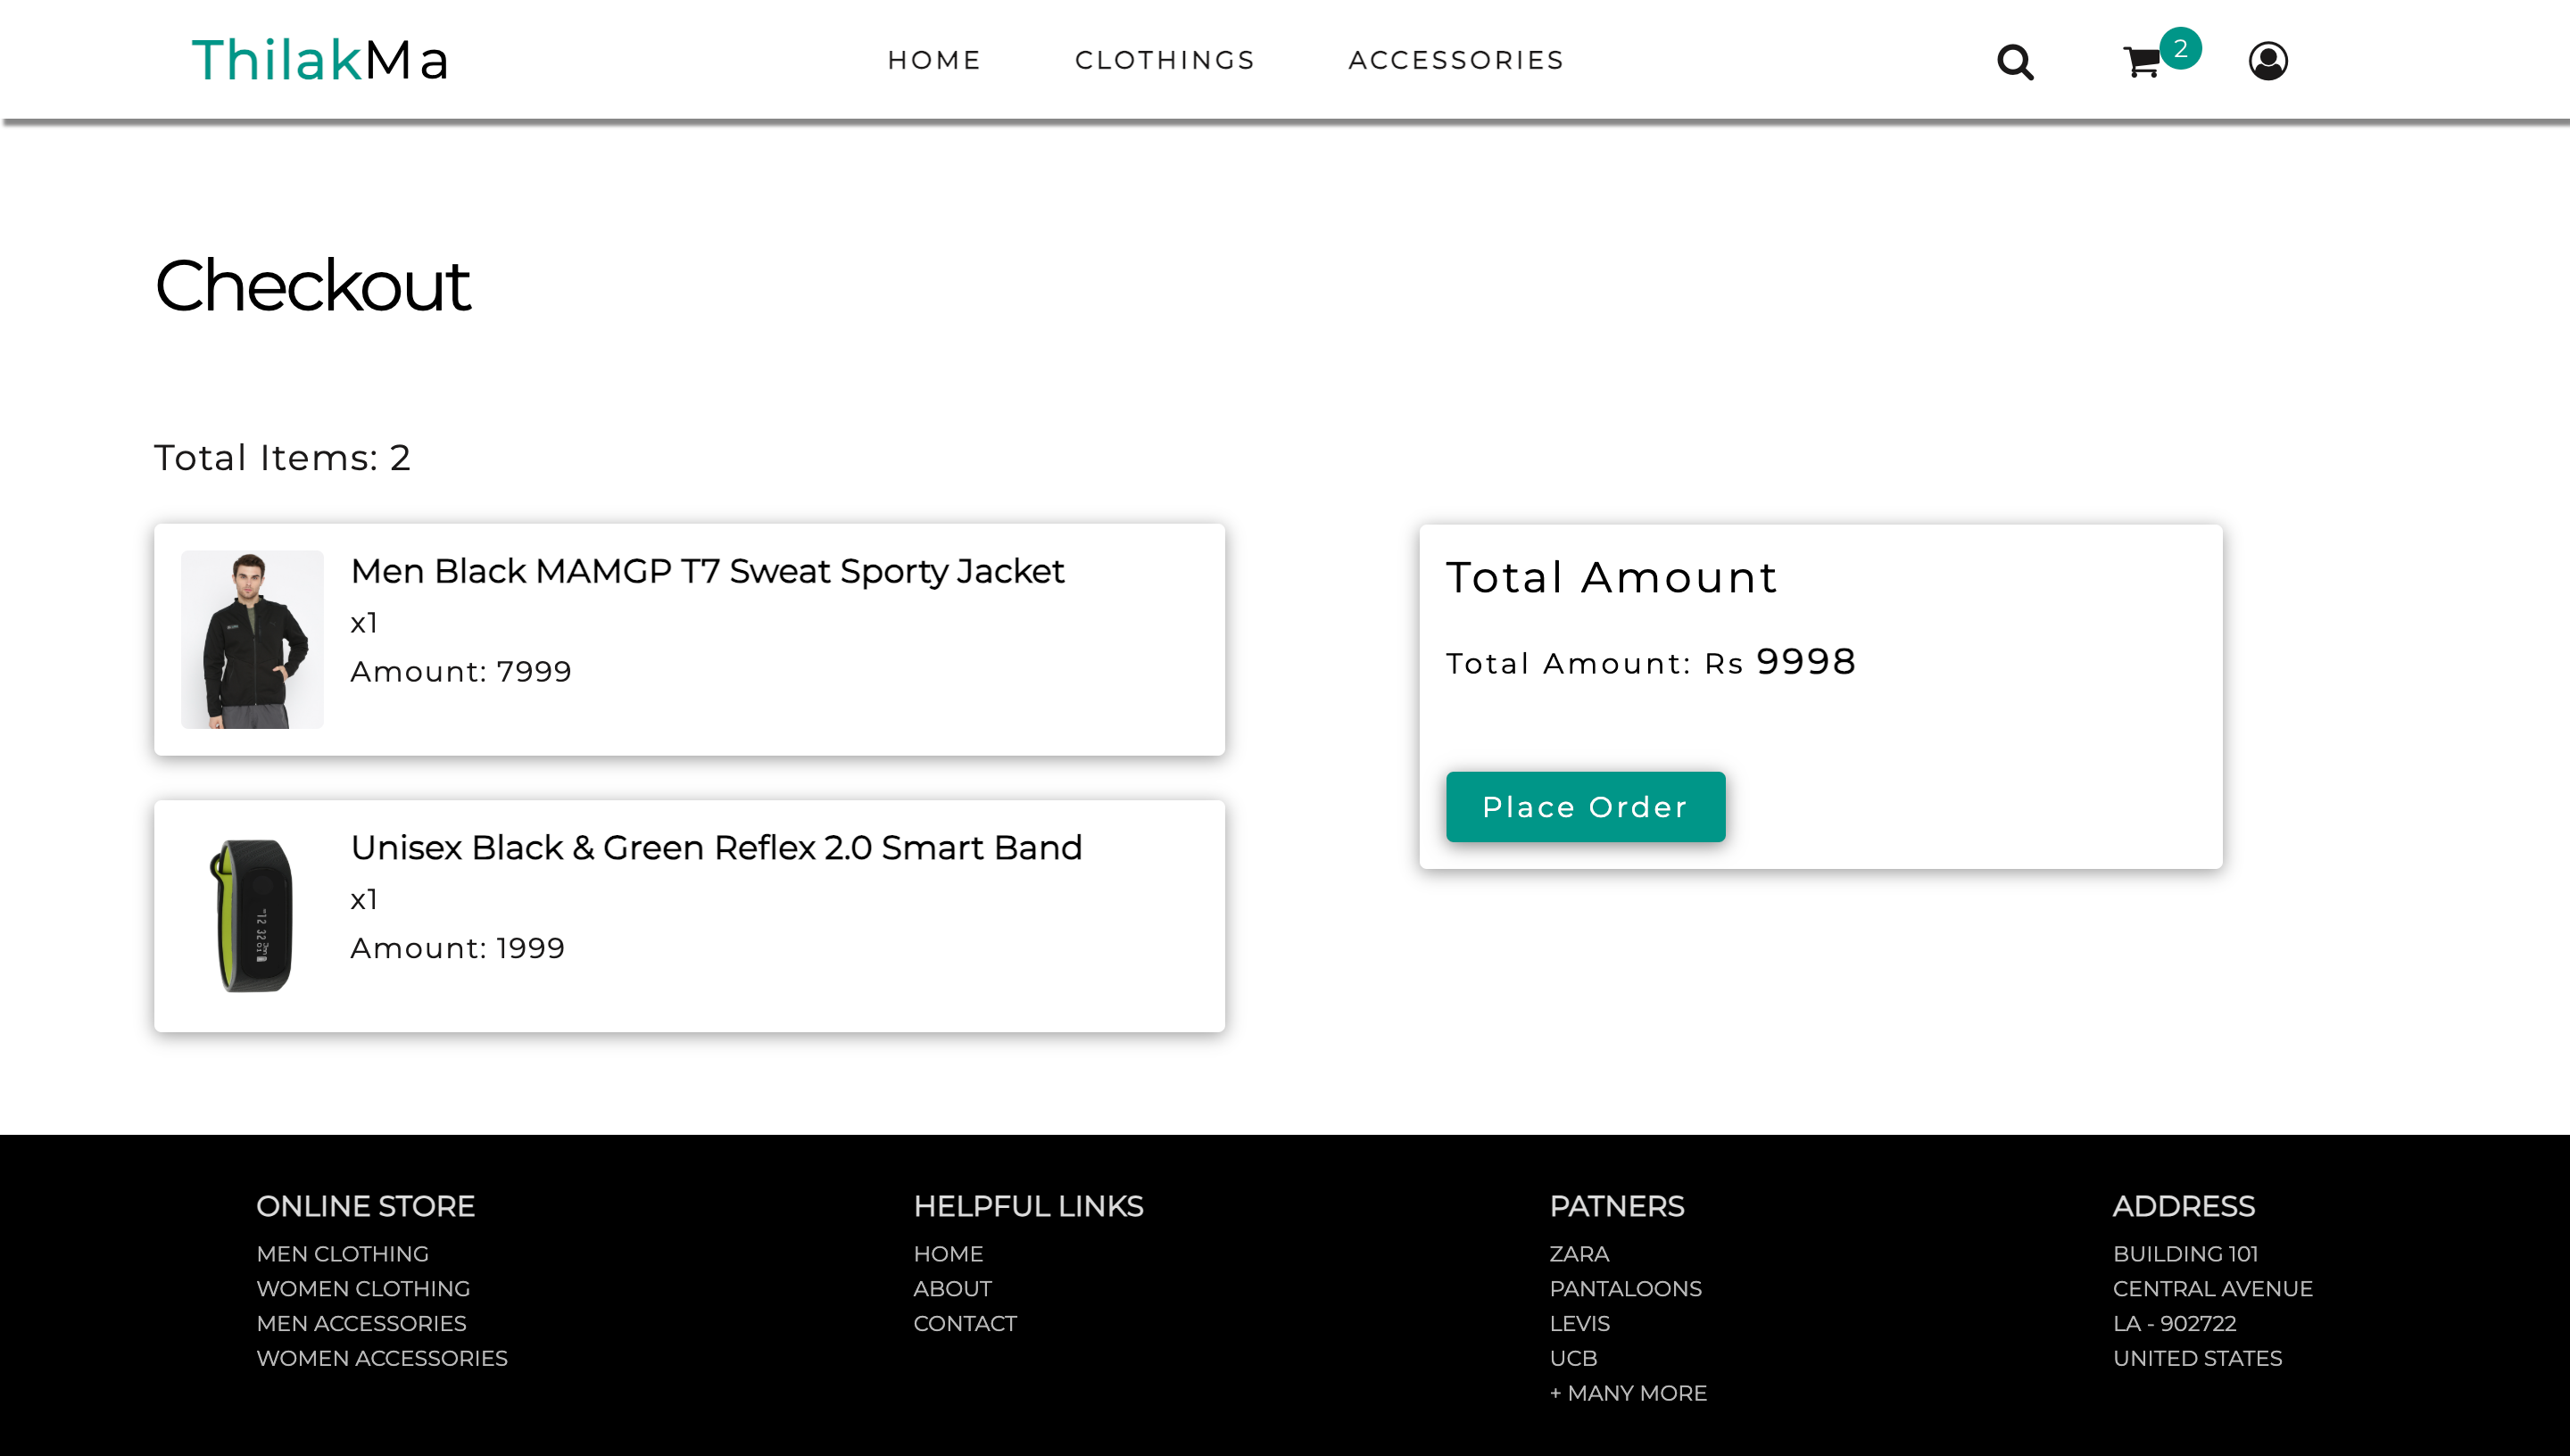 ThilakMa
HOME CLOTHINGS ACCESSORIES
2
Checkout
Total Items: 2
Men Black MAMGP T7 Sweat Sporty Jacket
x1
Amount: 7999
Unisex Black & Green Reflex 2.0 Smart Band
x1
Amount: 1999
Total Amount
Total Amount: Rs 9998
Place Order
ONLINE STORE
MEN CLOTHING
WOMEN CLOTHING
MEN ACCESSORIES
WOMEN ACCESSORIES
HELPFUL LINKS
HOME
ABOUT
CONTACT
PATNERS
ZARA
PANTALOONS
LEVIS
UCB
+ MANY MORE
ADDRESS
BUILDING 101
CENTRAL AVENUE
LA - 902722
UNITED STATES